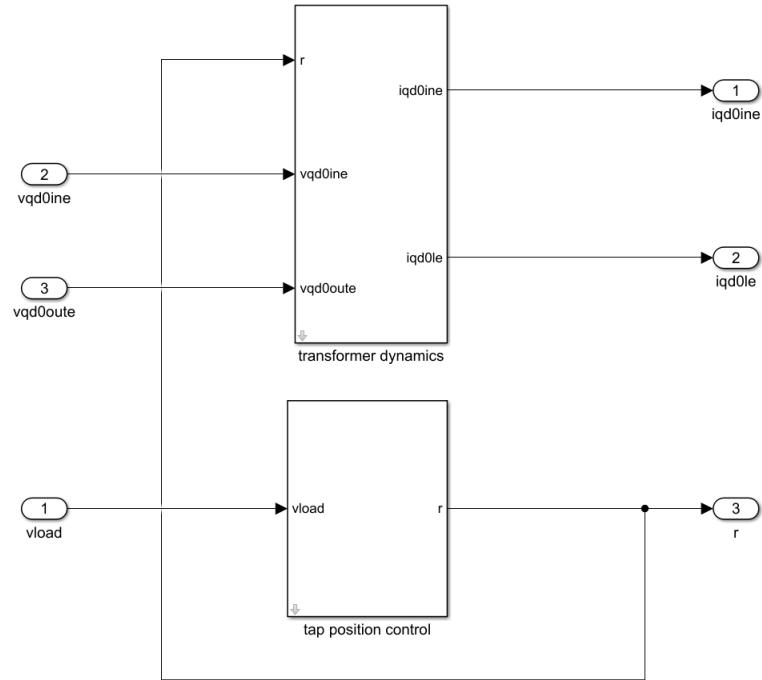 r
iqd0ine
1
iqd0ine
2
vqd0ine
vqd0ine
iqd0le
2
iqd0le
3
vqd0oute
vqd0oute
transformer dynamics
1
vload
vload
r
3
r
tap position control